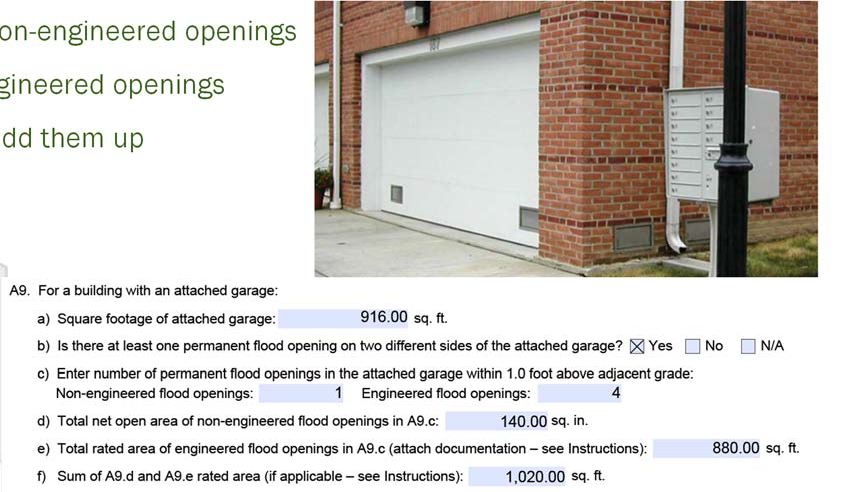 on-engineered openings
gineered openings
dd them up
187
A9. For a building with an attached garage:
a) Square footage of attached garage: 916.00 sq. ft.
b) Is there at least one permanent flood opening on two different sides of the attached garage? ☒ Yes ☐ No ☐ N/A
c) Enter number of permanent flood openings in the attached garage within 1.0 foot above adjacent grade:
Non-engineered flood openings: 1 Engineered flood openings: 4
d) Total net open area of non-engineered flood openings in A9.c: 140.00 sq. in.
e) Total rated area of engineered flood openings in A9.c (attach documentation – see Instructions): 880.00 sq. ft.
f) Sum of A9.d and A9.e rated area (if applicable – see Instructions): 1,020.00 sq. ft.